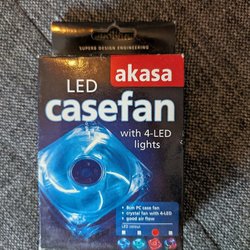 SUPERB DESIGN ENGINEERING
akasa
LED
casefan
with 4-LED
lights
8cm PC case fan
crystal fan with 4-LED
good air flow
LED colour